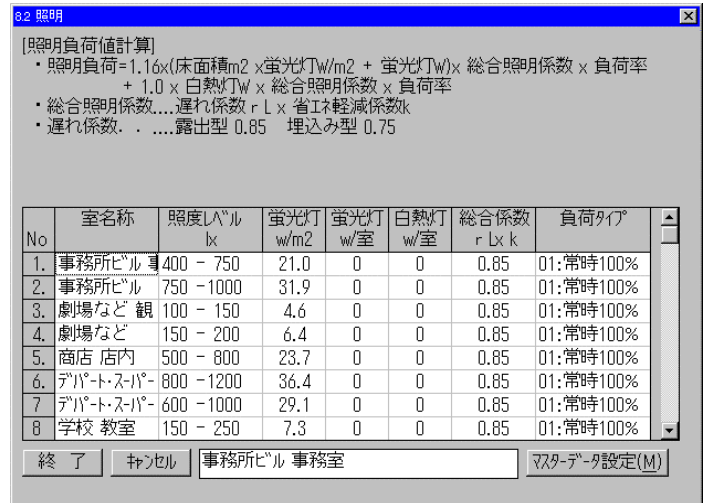 8.2 照明
[照明負荷値計算]
・照明負荷=1.16x(床面積m2 x蛍光灯W/m2 + 蛍光灯W)x 総合照明係数 x 負荷率
+ 1.0 x 白熱灯W x 総合照明係数 x 負荷率
・総合照明係数....遅れ係数 r L x 省ｴﾈ軽減係数k
・遅れ係数. . ....露出型 0.85 埋込み型 0.75
No 室名称 照度ﾚﾍﾞﾙ lx 蛍光灯 w/m2 蛍光灯 w/室 白熱灯 w/室 総合係数 r Lx k 負荷ﾀｲﾌﾟ
1. 事務所ﾋﾞﾙ 事 400 - 750 21.0 0 0 0.85 01:常時100%
2. 事務所ﾋﾞﾙ 750 -1000 31.9 0 0 0.85 01:常時100%
3. 劇場など 観 100 - 150 4.6 0 0 0.85 01:常時100%
4. 劇場など 150 - 200 6.4 0 0 0.85 01:常時100%
5. 商店 店内 500 - 800 23.7 0 0 0.85 01:常時100%
6. ﾃﾞﾊﾟｰﾄ･ｽｰﾊﾟｰ 800 -1200 36.4 0 0 0.85 01:常時100%
7 ﾃﾞﾊﾟｰﾄ･ｽｰﾊﾟｰ 600 -1000 29.1 0 0 0.85 01:常時100%
8 学校 教室 150 - 250 7.3 0 0 0.85 01:常時100%
終 了 ｷｬﾝｾﾙ 事務所ﾋﾞﾙ 事務室 ﾏｽﾀｰﾃﾞｰﾀ設定(M)